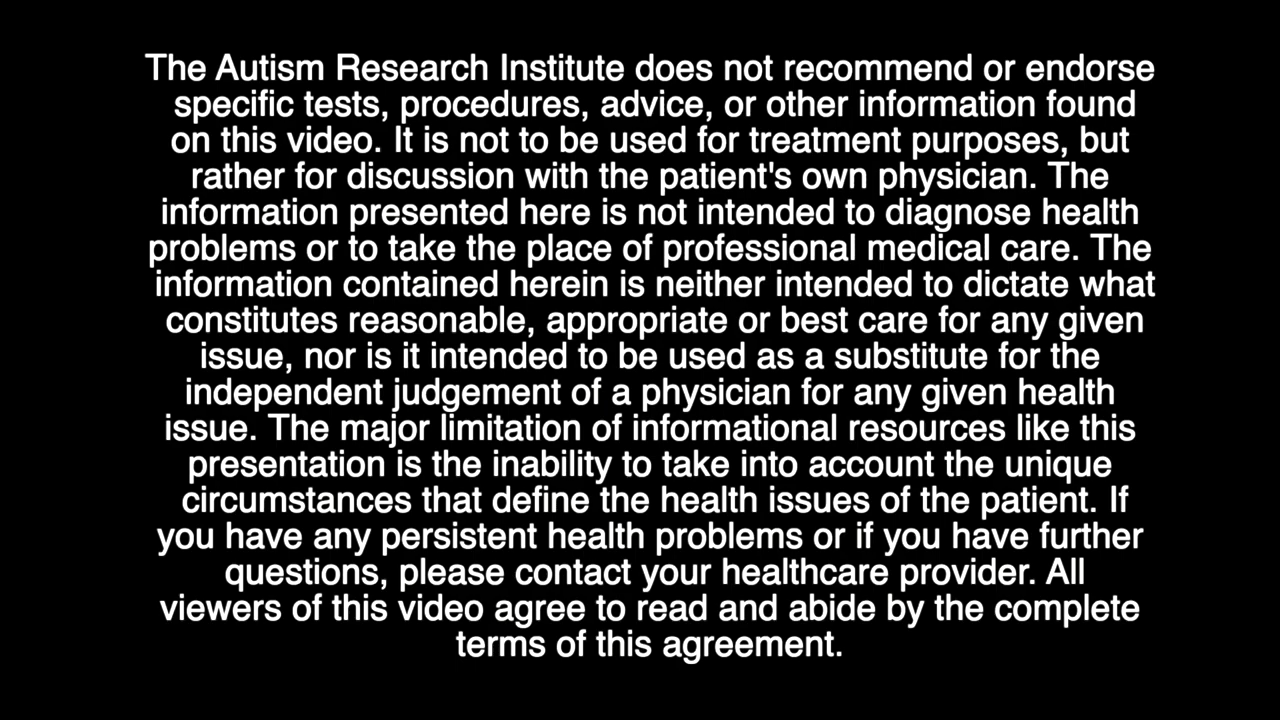 The Autism Research Institute does not recommend or endorse
specific tests, procedures, advice, or other information found
on this video. It is not to be used for treatment purposes, but
rather for discussion with the patient's own physician. The
information presented here is not intended to diagnose health
problems or to take the place of professional medical care. The
information contained herein is neither intended to dictate what
constitutes reasonable, appropriate or best care for any given
issue, nor is it intended to be used as a substitute for the
independent judgement of a physician for any given health
issue. The major limitation of informational resources like this
presentation is the inability to take into account the unique
circumstances that define the health issues of the patient. If
you have any persistent health problems or if you have further
questions, please contact your healthcare provider. All
viewers of this video agree to read and abide by the complete
terms of this agreement.